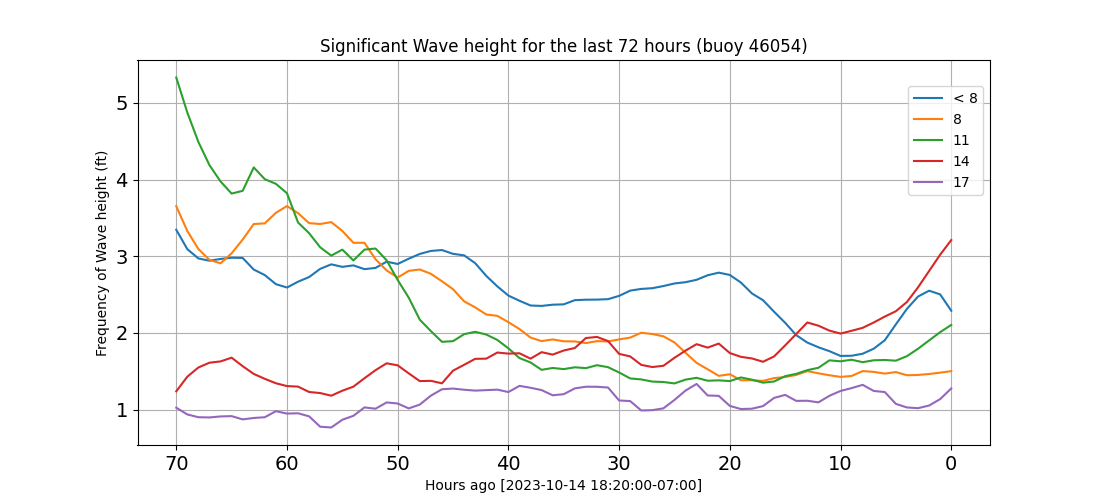 Significant Wave height for the last 72 hours (buoy 46054)
Frequency of Wave height (ft)
5
4
3
2
1
< 8
8
11
14
17
70 60 50 40 30 20 10 0
Hours ago [2023-10-14 18:20:00-07:00]